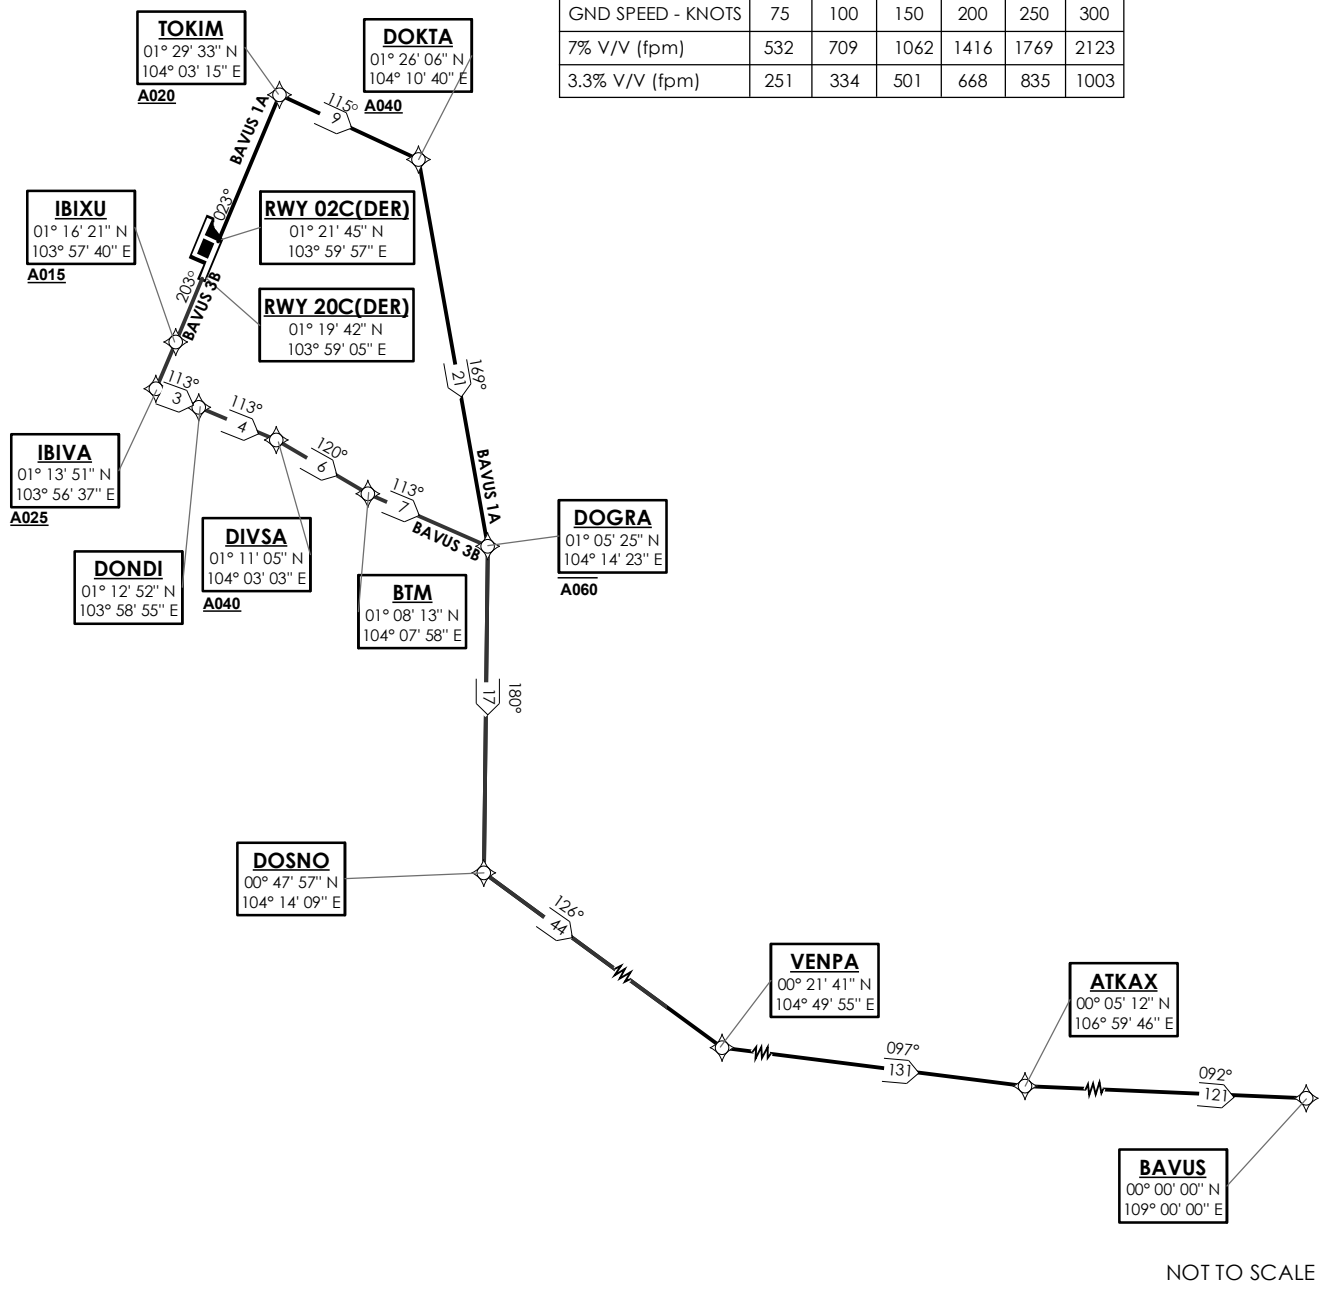 GND SPEED - KNOTS 75 100 150 200 250 300
7% V/V (fpm) 532 709 1062 1416 1769 2123
3.3% V/V (fpm) 251 334 501 668 835 1003
TOKIM
01° 29' 33" N
104° 03' 15" E
A020
DOKTA
01° 26' 06" N
104° 10' 40" E
A040
115°
9
BAVUS 1A
023°
IBIXU
01° 16' 21" N
103° 57' 40" E
A015
RWY 02C(DER)
01° 21' 45" N
103° 59' 57" E
203°
BAVUS 3B
RWY 20C(DER)
01° 19' 42" N
103° 59' 05" E
169°
21
113°
3
113°
4
120°
6
113°
7
BAVUS 3B
BAVUS 1A
IBIVA
01° 13' 51" N
103° 56' 37" E
A025
DIVSA
01° 11' 05" N
104° 03' 03" E
A040
DOGRA
01° 05' 25" N
104° 14' 23" E
A060
DONDI
01° 12' 52" N
103° 58' 55" E
BTM
01° 08' 13" N
104° 07' 58" E
180°
17
DOSNO
00° 47' 57" N
104° 14' 09" E
126°
44
VENPA
00° 21' 41" N
104° 49' 55" E
ATKAX
00° 05' 12" N
106° 59' 46" E
097°
131
092°
121
BAVUS
00° 00' 00" N
109° 00' 00" E
NOT TO SCALE